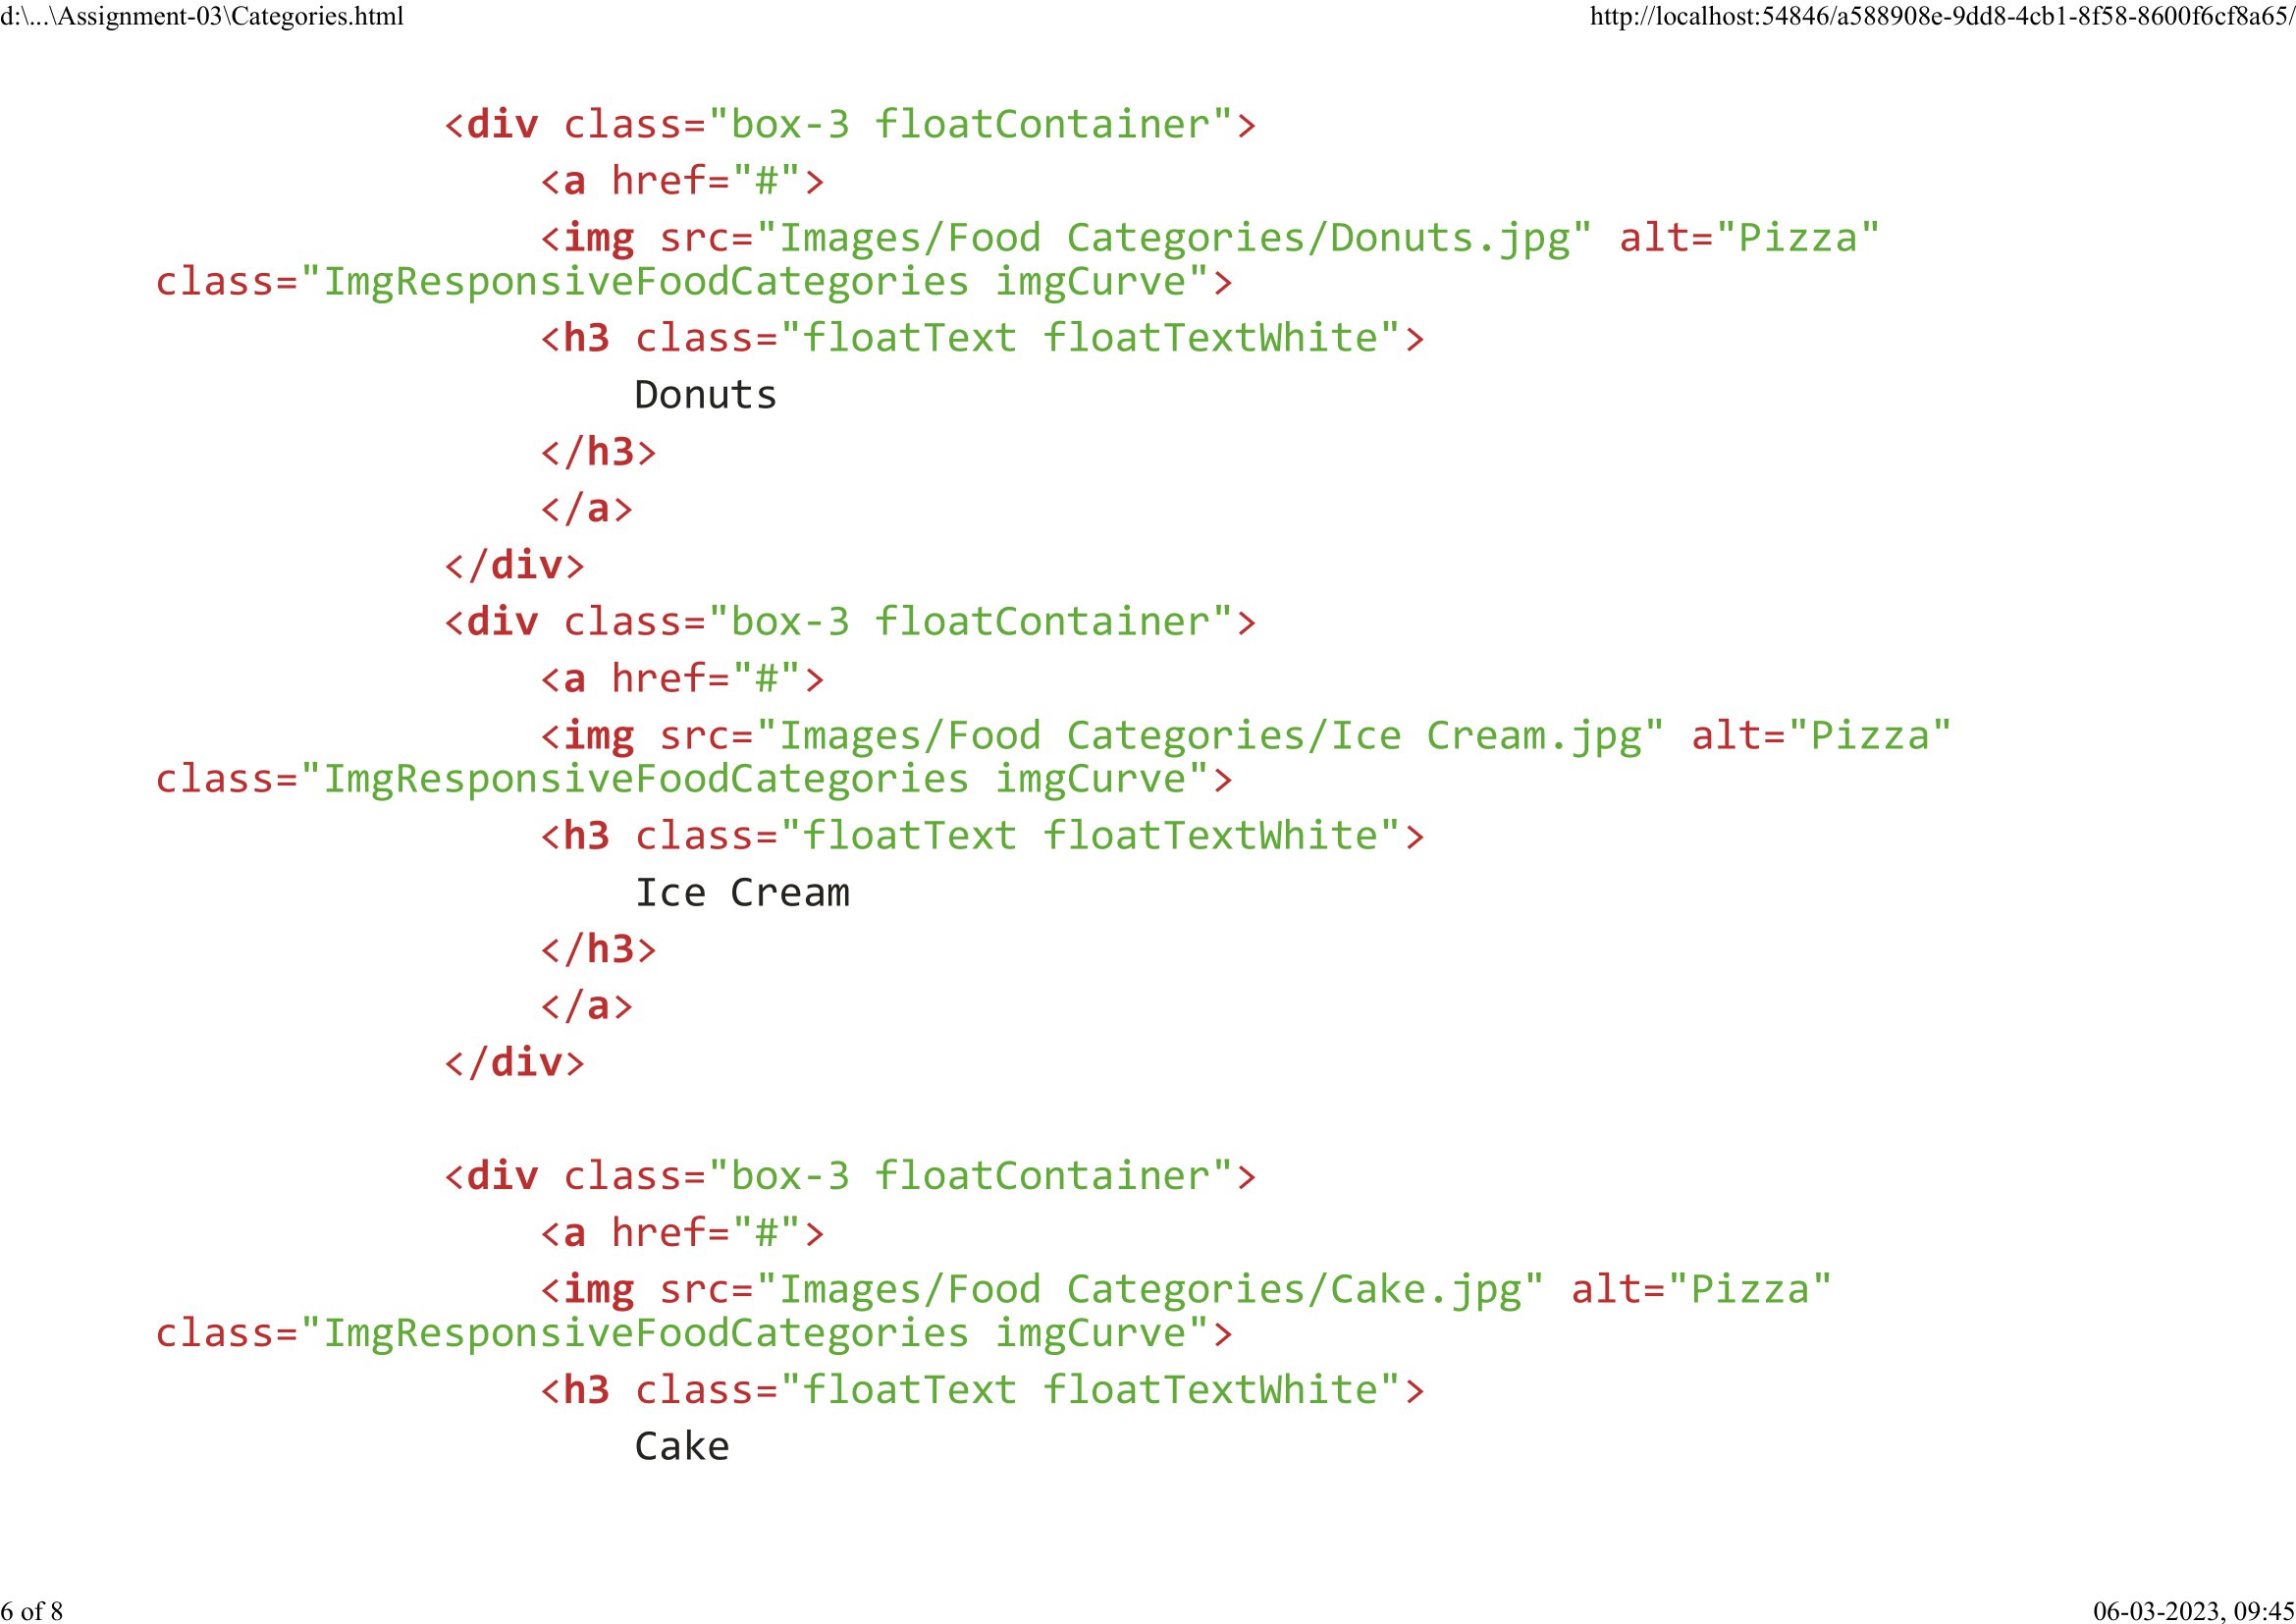 d:\...\Assignment-03\Categories.html
http://localhost:54846/a588908e-9dd8-4cb1-8f58-8600f6cf8a65/
<div class="box-3 floatContainer">
<a href="#">
<img src="Images/Food Categories/Donuts.jpg" alt="Pizza"
class="ImgResponsiveFoodCategories imgCurve">
<h3 class="floatText floatTextWhite">
Donuts
</h3>
</a>
</div>
<div class="box-3 floatContainer">
<a href="#">
<img src="Images/Food Categories/Ice Cream.jpg" alt="Pizza"
class="ImgResponsiveFoodCategories imgCurve">
<h3 class="floatText floatTextWhite">
Ice Cream
</h3>
</a>
</div>
<div class="box-3 floatContainer">
<a href="#">
<img src="Images/Food Categories/Cake.jpg" alt="Pizza"
class="ImgResponsiveFoodCategories imgCurve">
<h3 class="floatText floatTextWhite">
Cake
6 of 8
06-03-2023, 09:45